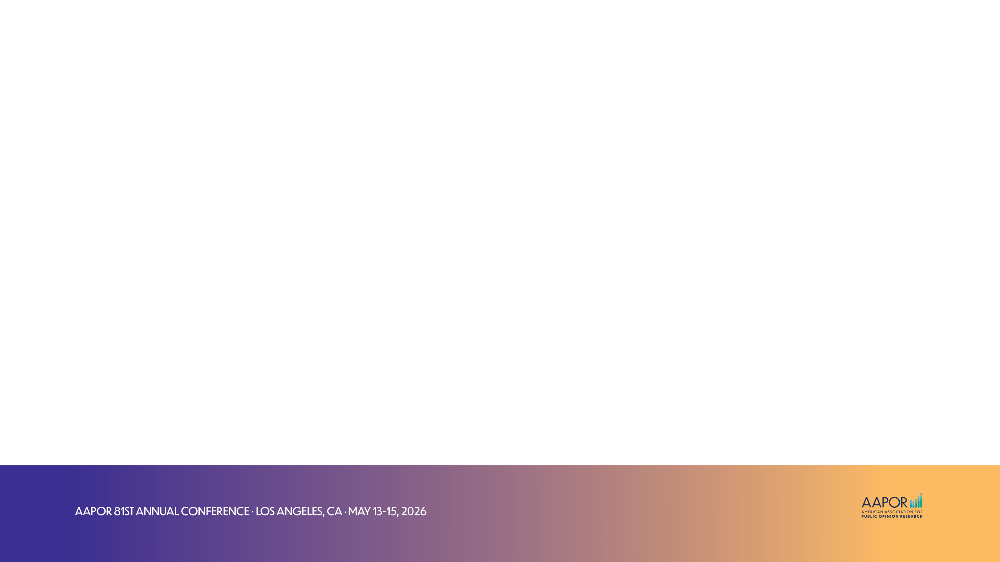 AAPOR 81ST ANNUAL CONFERENCE · LOS ANGELES, CA · MAY 13-15, 2026
AAPOR
AMERICAN ASSOCIATION FOR
PUBLIC OPINION RESEARCH